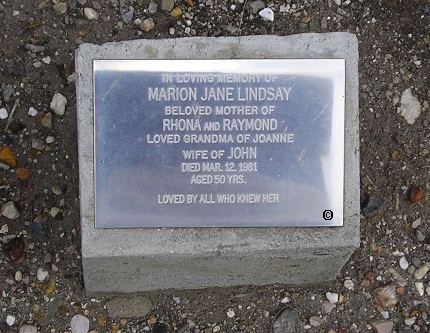 IN LOVING MEMORY OF
MARION JANE LINDSAY
BELOVED MOTHER OF
RHONA AND RAYMOND
LOVED GRANDMA OF JOANNE
WIFE OF JOHN
DIED MAR. 12. 1981
AGED 50 YRS.
LOVED BY ALL WHO KNEW HER
©